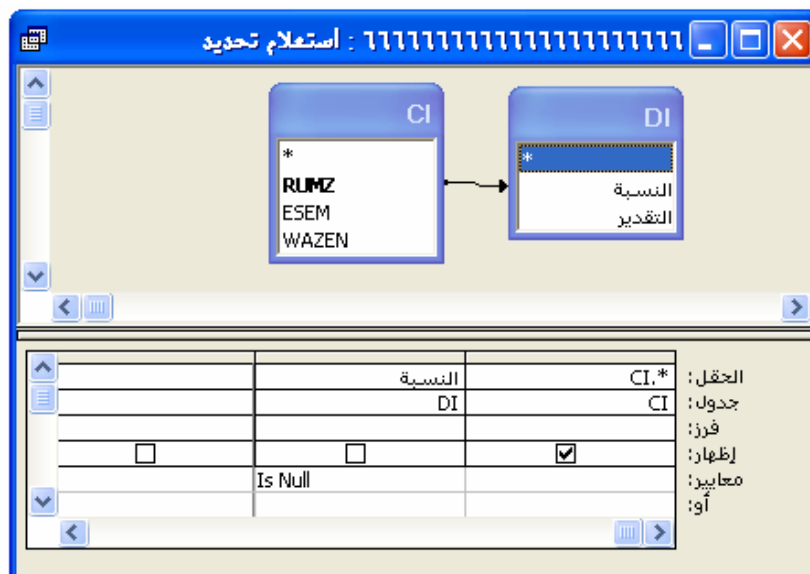 ٦٦٦٦٦٦٦٦٦٦٦٦٦٦٦٦٦٦٦٦٦٦ : استعلام تحديد
CI
*
RUMZ
ESEM
WAZEN
DI
*
النسبة
التقدير
الحقل: CI.* النسبة
جدول: CI DI
فرز:
إظهار:
معايير: Is Null
أو: